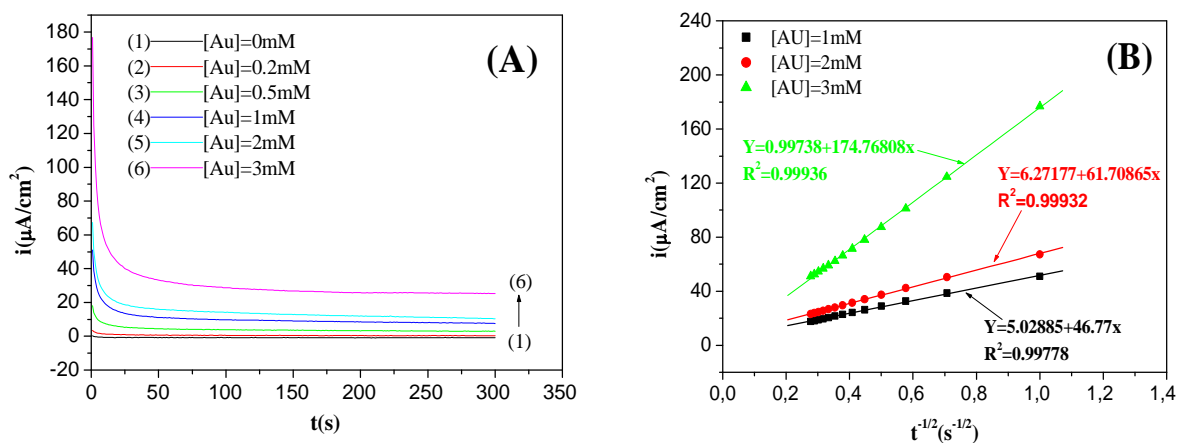 (A)
(1) [Au]=0mM
(2) [Au]=0.2mM
(3) [Au]=0.5mM
(4) [Au]=1mM
(5) [Au]=2mM
(6) [Au]=3mM
180
160
140
120
100
80
60
40
20
0
-20
i(µA/cm²)
(6)
(1)
0 50 100 150 200 250 300 350
t(s)
(B)
[AU]=1mM
[AU]=2mM
[AU]=3mM
240
200
160
120
80
40
0
i(µA/cm²)
Y=0.99738+174.76808x
R²=0.99936
Y=6.27177+61.70865x
R²=0.99932
Y=5.02885+46.77x
R²=0.99778
0,0 0,2 0,4 0,6 0,8 1,0 1,2 1,4
t⁻¹/²(s⁻¹/²)